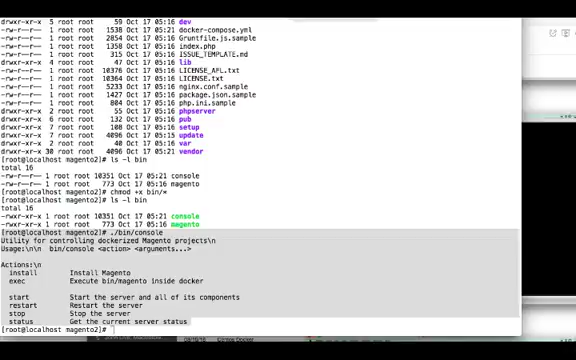 drwxr-xr-x  5 root root    59 Oct 17 05:21 dev
-rw-r--r--  1 root root  1538 Oct 17 05:21 docker-compose.yml
-rw-r--r--  1 root root  2854 Oct 17 05:16 Gruntfile.js.sample
-rw-r--r--  1 root root  1358 Oct 17 05:16 index.php
-rw-r--r--  1 root root   315 Oct 17 05:16 ISSUE_TEMPLATE.md
drwxr-xr-x  4 root root    47 Oct 17 05:16 lib
-rw-r--r--  1 root root 10376 Oct 17 05:16 LICENSE_AFL.txt
-rw-r--r--  1 root root 10364 Oct 17 05:16 LICENSE.txt
-rw-r--r--  1 root root  5233 Oct 17 05:16 nginx.conf.sample
-rw-r--r--  1 root root  1427 Oct 17 05:16 package.json.sample
-rw-r--r--  1 root root   804 Oct 17 05:16 php.ini.sample
drwxr-xr-x  2 root root    55 Oct 17 05:16 phpserver
drwxr-xr-x  6 root root   132 Oct 17 05:16 pub
drwxr-xr-x  7 root root   108 Oct 17 05:16 setup
drwxr-xr-x  7 root root  4096 Oct 17 05:15 update
drwxr-xr-x  2 root root    40 Oct 17 05:16 var
drwxr-xr-x 30 root root  4096 Oct 17 05:21 vendor
[root@localhost magento2]# ls -l bin
total 16
-rw-r--r-- 1 root root 10351 Oct 17 05:21 console
-rw-r--r-- 1 root root   773 Oct 17 05:16 magento
[root@localhost magento2]# chmod +x bin/*
[root@localhost magento2]# ls -l bin
total 16
-rwxr-xr-x 1 root root 10351 Oct 17 05:21 console
-rwxr-xr-x 1 root root   773 Oct 17 05:16 magento
[root@localhost magento2]# ./bin/console
Utility for controlling dockerized Magento projects\n
Usage:\n\n  bin/console <action> <arguments...>
Actions:\n
install        Install Magento
exec           Execute bin/magento inside docker
start          Start the server and all of its components
restart        Restart the server
stop           Stop the server
status         Get the current server status
[root@localhost magento2]#